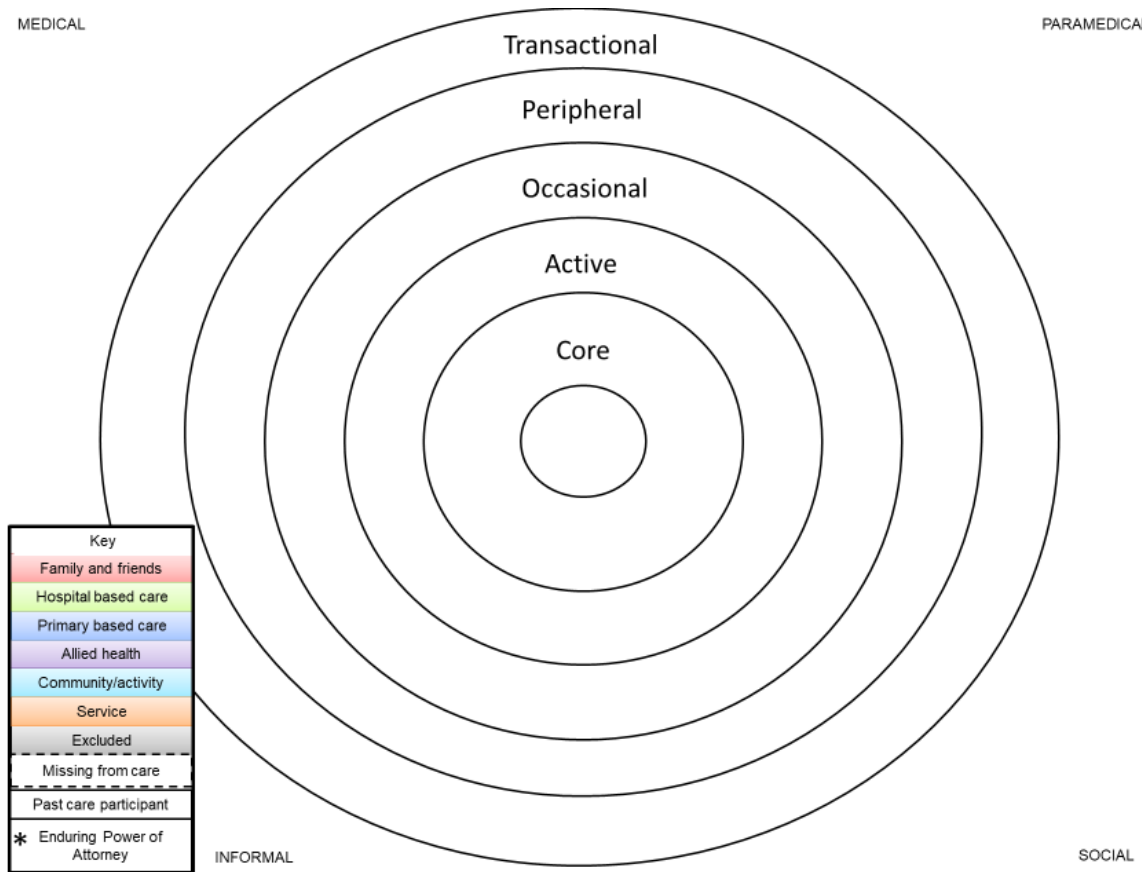 MEDICAL
PARAMEDICAL
Transactional
Peripheral
Occasional
Active
Core
Key
Family and friends
Hospital based care
Primary based care
Allied health
Community/activity
Service
Excluded
Missing from care
Past care participant
* Enduring Power of
Attorney
INFORMAL
SOCIAL